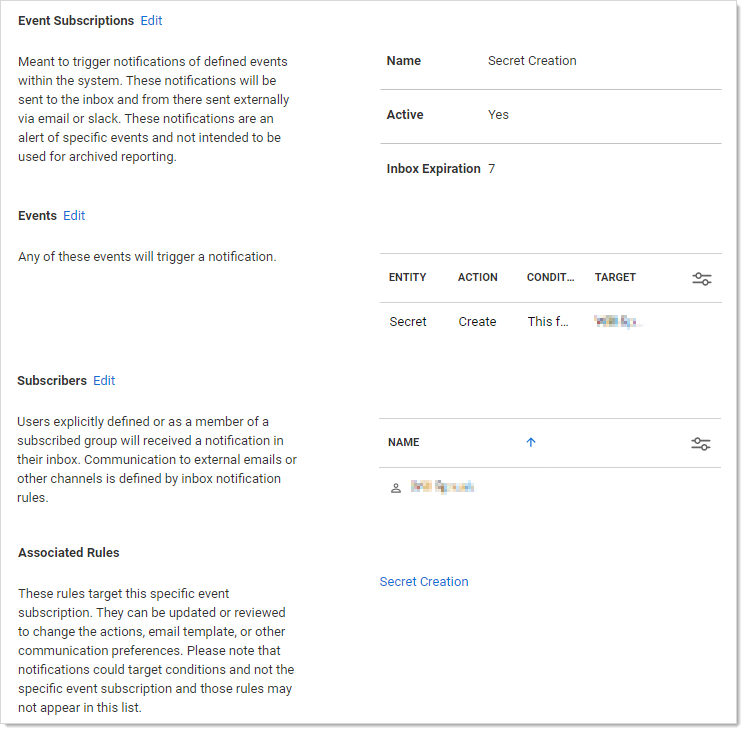 Event Subscriptions Edit
Meant to trigger notifications of defined events
within the system. These notifications will be
sent to the inbox and from there sent externally
via email or slack. These notifications are an
alert of specific events and not intended to be
used for archived reporting.
Name Secret Creation
Active Yes
Inbox Expiration 7
Events Edit
Any of these events will trigger a notification.
ENTITY ACTION CONDIT... TARGET
Secret Create This f...
Subscribers Edit
Users explicitly defined or as a member of a
subscribed group will received a notification in
their inbox. Communication to external emails or
other channels is defined by inbox notification
rules.
NAME
Associated Rules
These rules target this specific event
subscription. They can be updated or reviewed
to change the actions, email template, or other
communication preferences. Please note that
notifications could target conditions and not the
specific event subscription and those rules may
not appear in this list.
Secret Creation